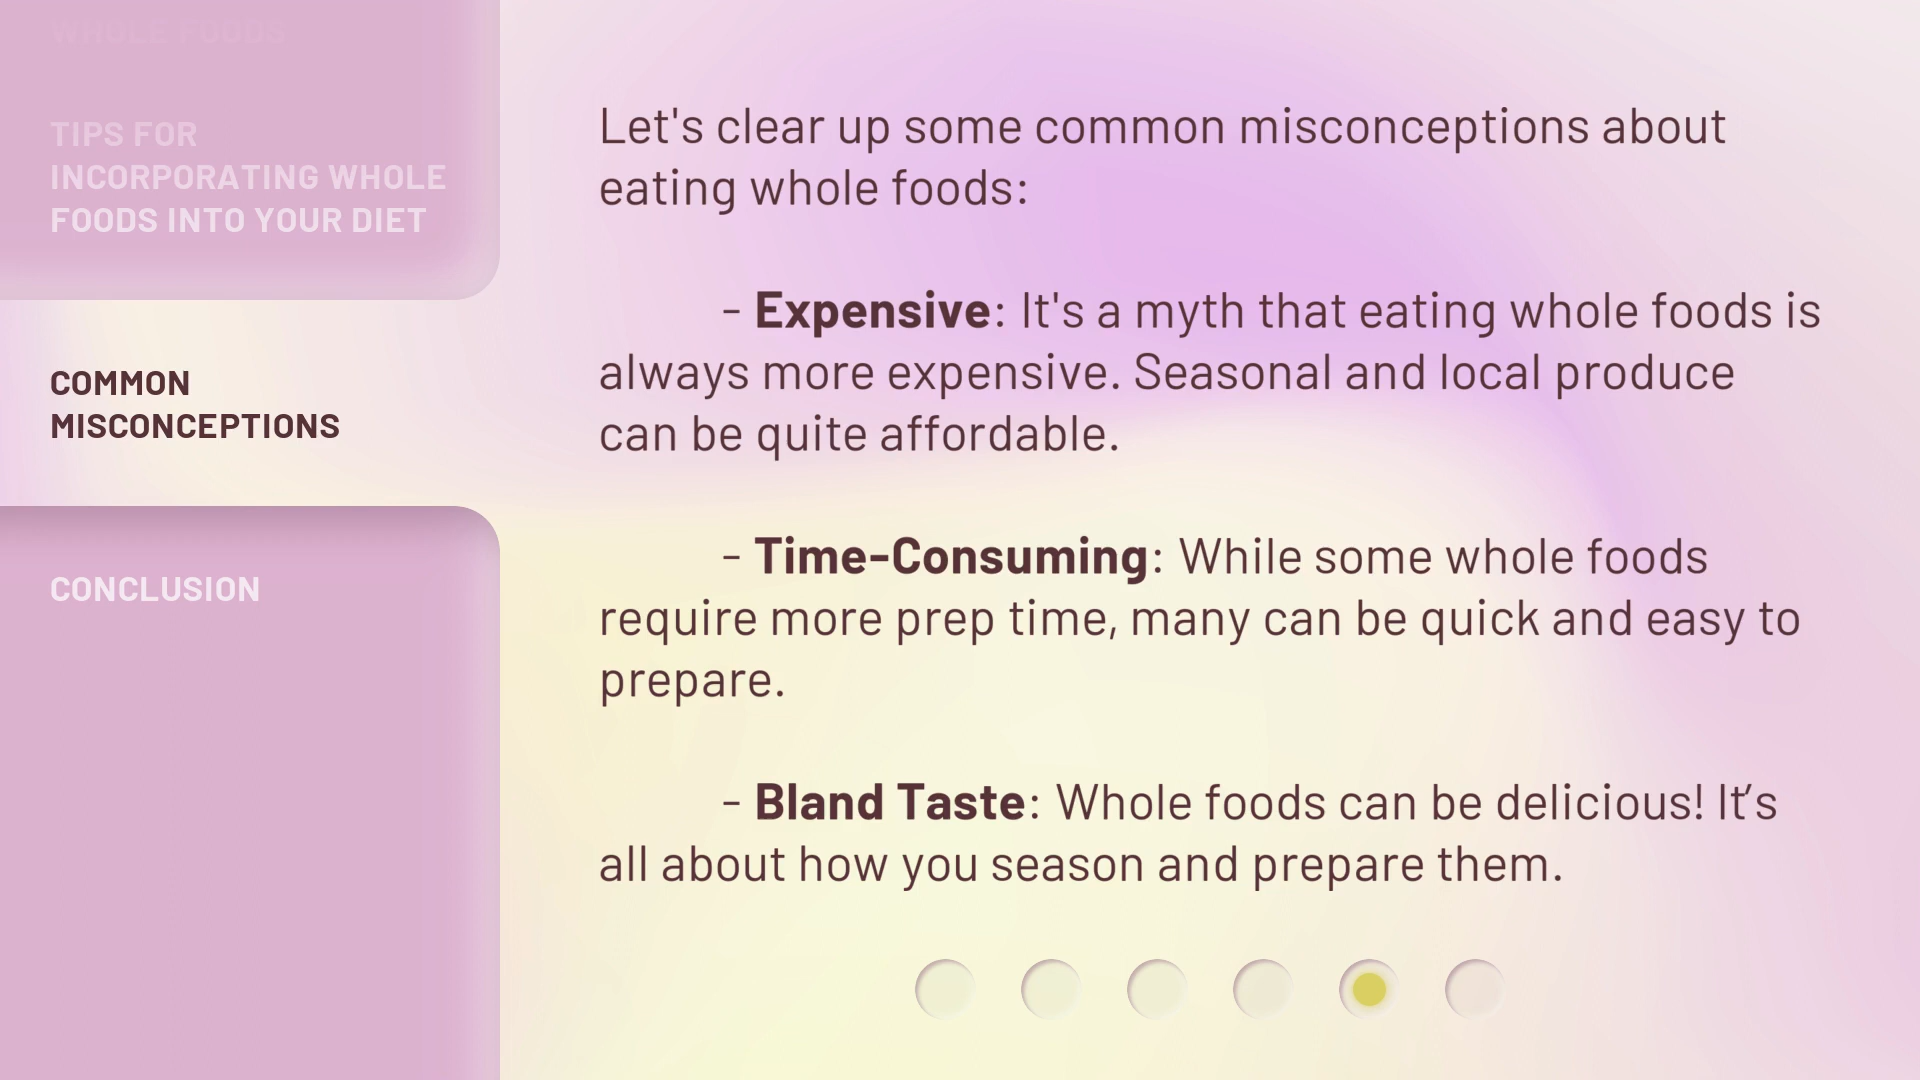 WHOLE FOODS
TIPS FOR
INCORPORATING WHOLE
FOODS INTO YOUR DIET
COMMON
MISCONCEPTIONS
CONCLUSION
Let's clear up some common misconceptions about
eating whole foods:
- Expensive: It's a myth that eating whole foods is
always more expensive. Seasonal and local produce
can be quite affordable.
- Time-Consuming: While some whole foods
require more prep time, many can be quick and easy to
prepare.
- Bland Taste: Whole foods can be delicious! It’s
all about how you season and prepare them.